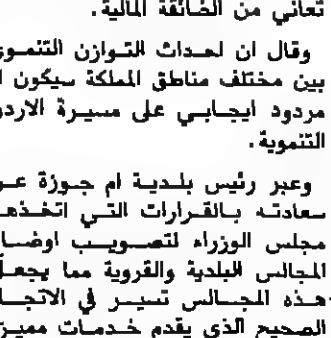 تعاني من الضائقة المالية.
وقال ان احداث التوازن التنموي
بين مختلف مناطق المملكة سيكون
مردود ايجابي على مسيرة الاردن
التنموية.
وعبر رئيس بلدية ام جوزة عن
سعادته بالقرارات التي اتخذها
مجلس الوزراء لتصويب اوضاع
المجالس البلدية والقروية مما يجعل
هذه المجالس تسير في الاتجاه
الصحيح الذي يقدم خدمات مميزة